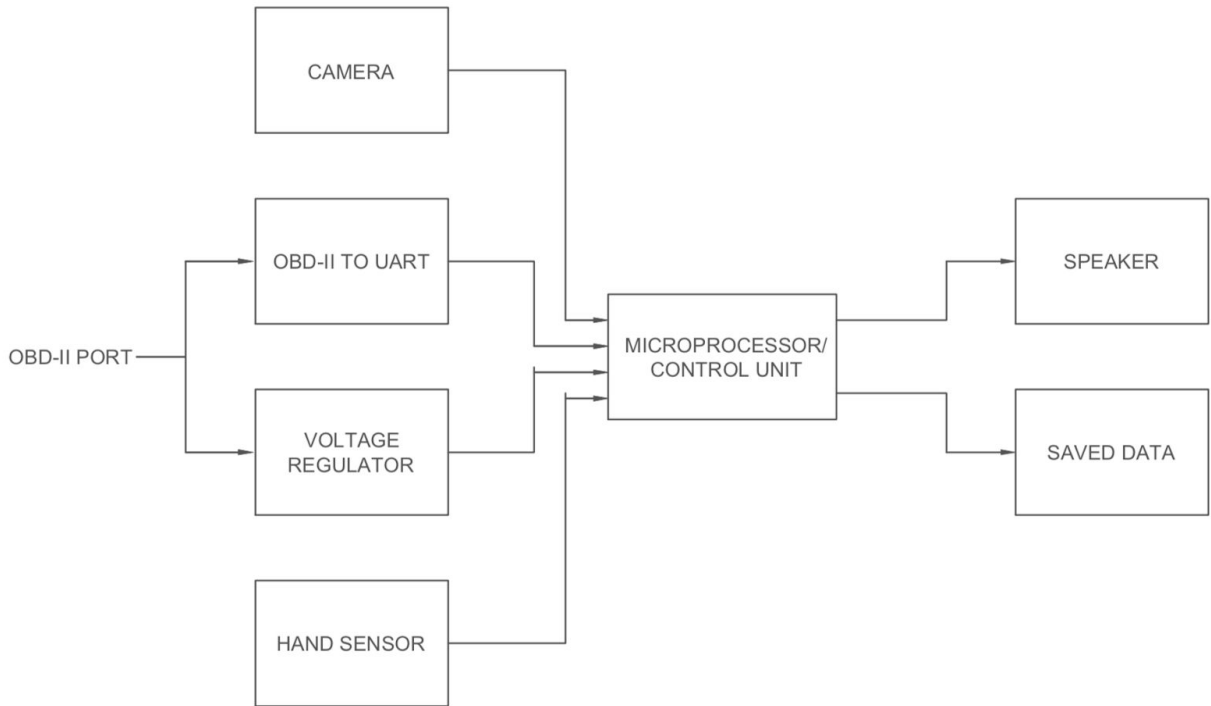 CAMERA
OBD-II TO UART
SPEAKER
MICROPROCESSOR/
CONTROL UNIT
OBD-II PORT
VOLTAGE
REGULATOR
SAVED DATA
HAND SENSOR